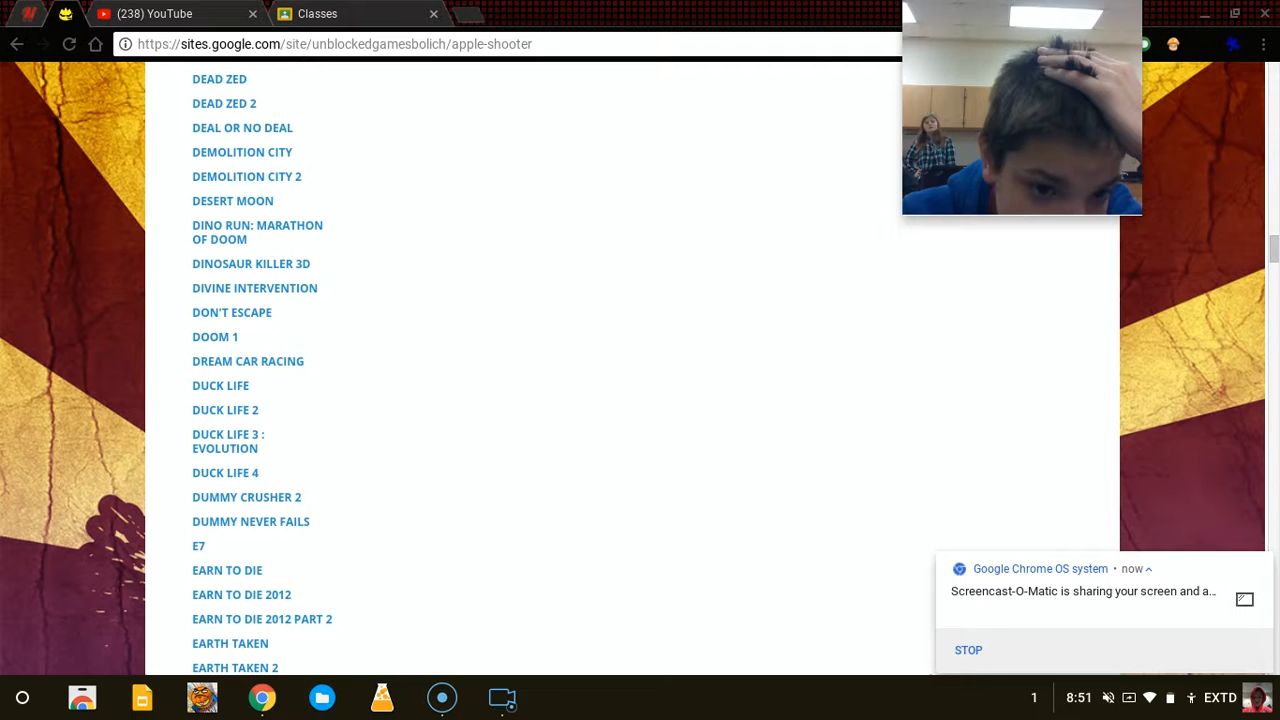 (238) YouTube
Classes
https://sites.google.com/site/unblockedgamesbolich/apple-shooter
DEAD ZED
DEAD ZED 2
DEAL OR NO DEAL
DEMOLITION CITY
DEMOLITION CITY 2
DESERT MOON
DINO RUN: MARATHON
OF DOOM
DINOSAUR KILLER 3D
DIVINE INTERVENTION
DON'T ESCAPE
DOOM 1
DREAM CAR RACING
DUCK LIFE
DUCK LIFE 2
DUCK LIFE 3 :
EVOLUTION
DUCK LIFE 4
DUMMY CRUSHER 2
DUMMY NEVER FAILS
E7
EARN TO DIE
EARN TO DIE 2012
EARN TO DIE 2012 PART 2
EARTH TAKEN
EARTH TAKEN 2
Google Chrome OS system • now
Screencast-O-Matic is sharing your screen and a...
STOP
1
8:51
EXTD